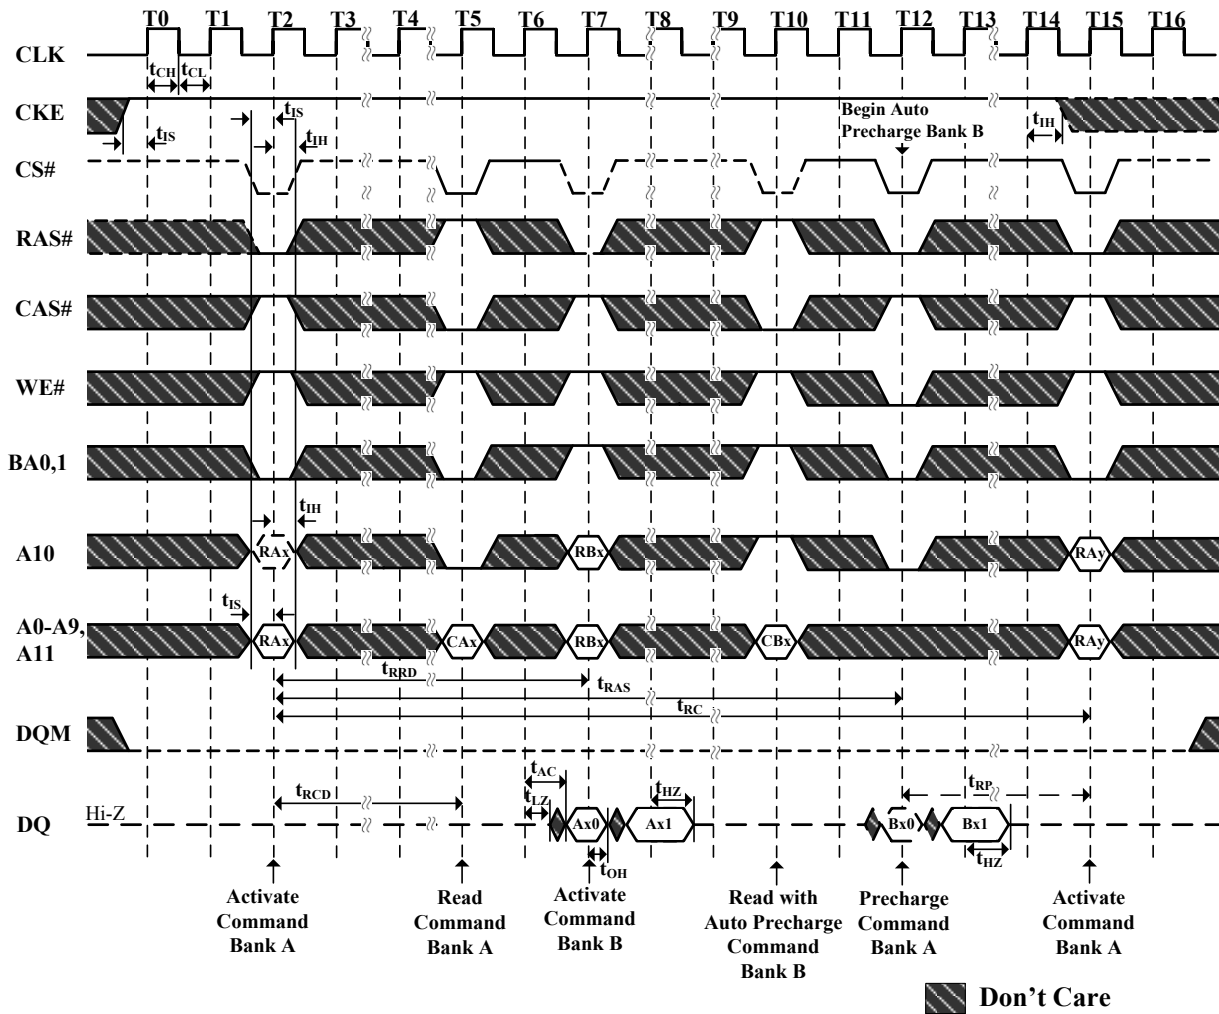 T0 T1 T2 T3 T4 T5 T6 T7 T8 T9 T10 T11 T12 T13 T14 T15 T16
CLK
tCH tCL
CKE
tIS
tIS
tIH
Begin Auto
Precharge Bank B
tIH
CS#
RAS#
CAS#
WE#
BA0,1
tIH
A10
RAx
RBx
RAy
tIS
A0-A9,
A11
RAx
CAx
RBx
CBx
RAy
tRRD
tRAS
tRC
DQM
tRCD
tAC
tLZ
tHZ
tRP
Hi-Z
DQ
Ax0
Ax1
Bx0
Bx1
tOH
tHZ
Activate
Command
Bank A
Read
Command
Bank A
Activate
Command
Bank B
Read with
Auto Precharge
Command
Bank B
Precharge
Command
Bank A
Activate
Command
Bank A
Don't Care